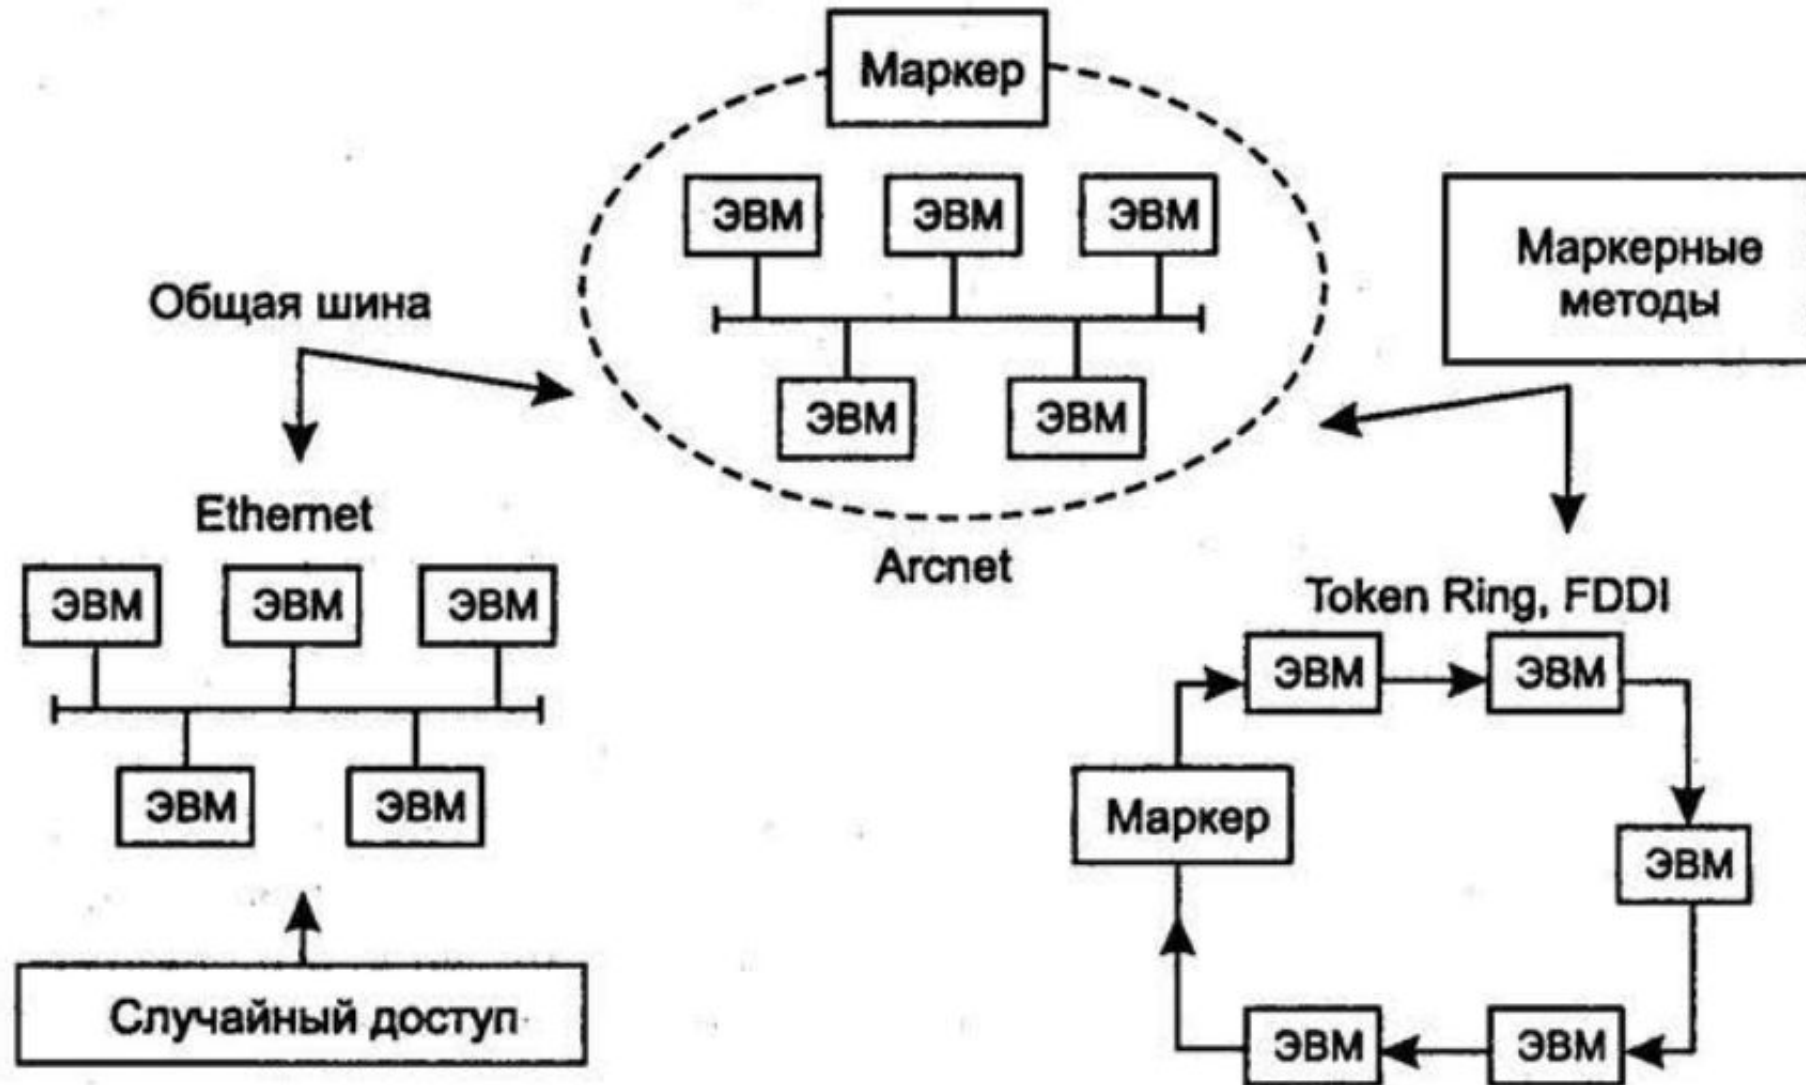 Маркер
ЭВМ ЭВМ ЭВМ
Общая шина
Маркерные
методы
ЭВМ ЭВМ
Ethernet
Arcnet
ЭВМ ЭВМ ЭВМ
Token Ring, FDDI
ЭВМ ЭВМ
ЭВМ ЭВМ
Маркер
ЭВМ
Случайный доступ
ЭВМ ЭВМ